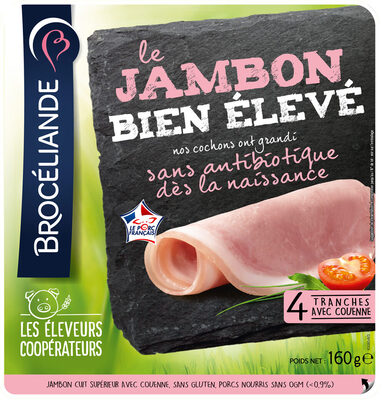 BROCÉLIANDE
le
JAMBON
BIEN ÉLEVÉ
nos cochons ont grandi
sans antibiotique
dès la naissance
LE PORC
FRANÇAIS
4 TRANCHES
AVEC COUENNE
LES ÉLEVEURS
COOPÉRATEURS
POIDS NET : 160g e
JAMBON CUIT SUPÉRIEUR AVEC COUENNE, SANS GLUTEN, PORCS NOURRIS SANS OGM (<0,9%)